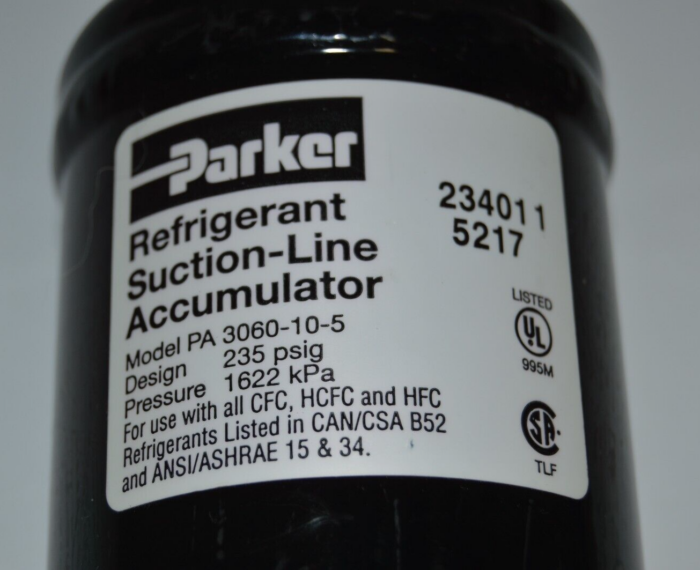 Parker
Refrigerant
Suction-Line
Accumulator
Model PA 3060-10-5
Design 235 psig
Pressure 1622 kPa
For use with all CFC, HCFC and HFC
Refrigerants Listed in CAN/CSA B52
and ANSI/ASHRAE 15 & 34.
234011
5217
LISTED
UL
995M
SA
TLF